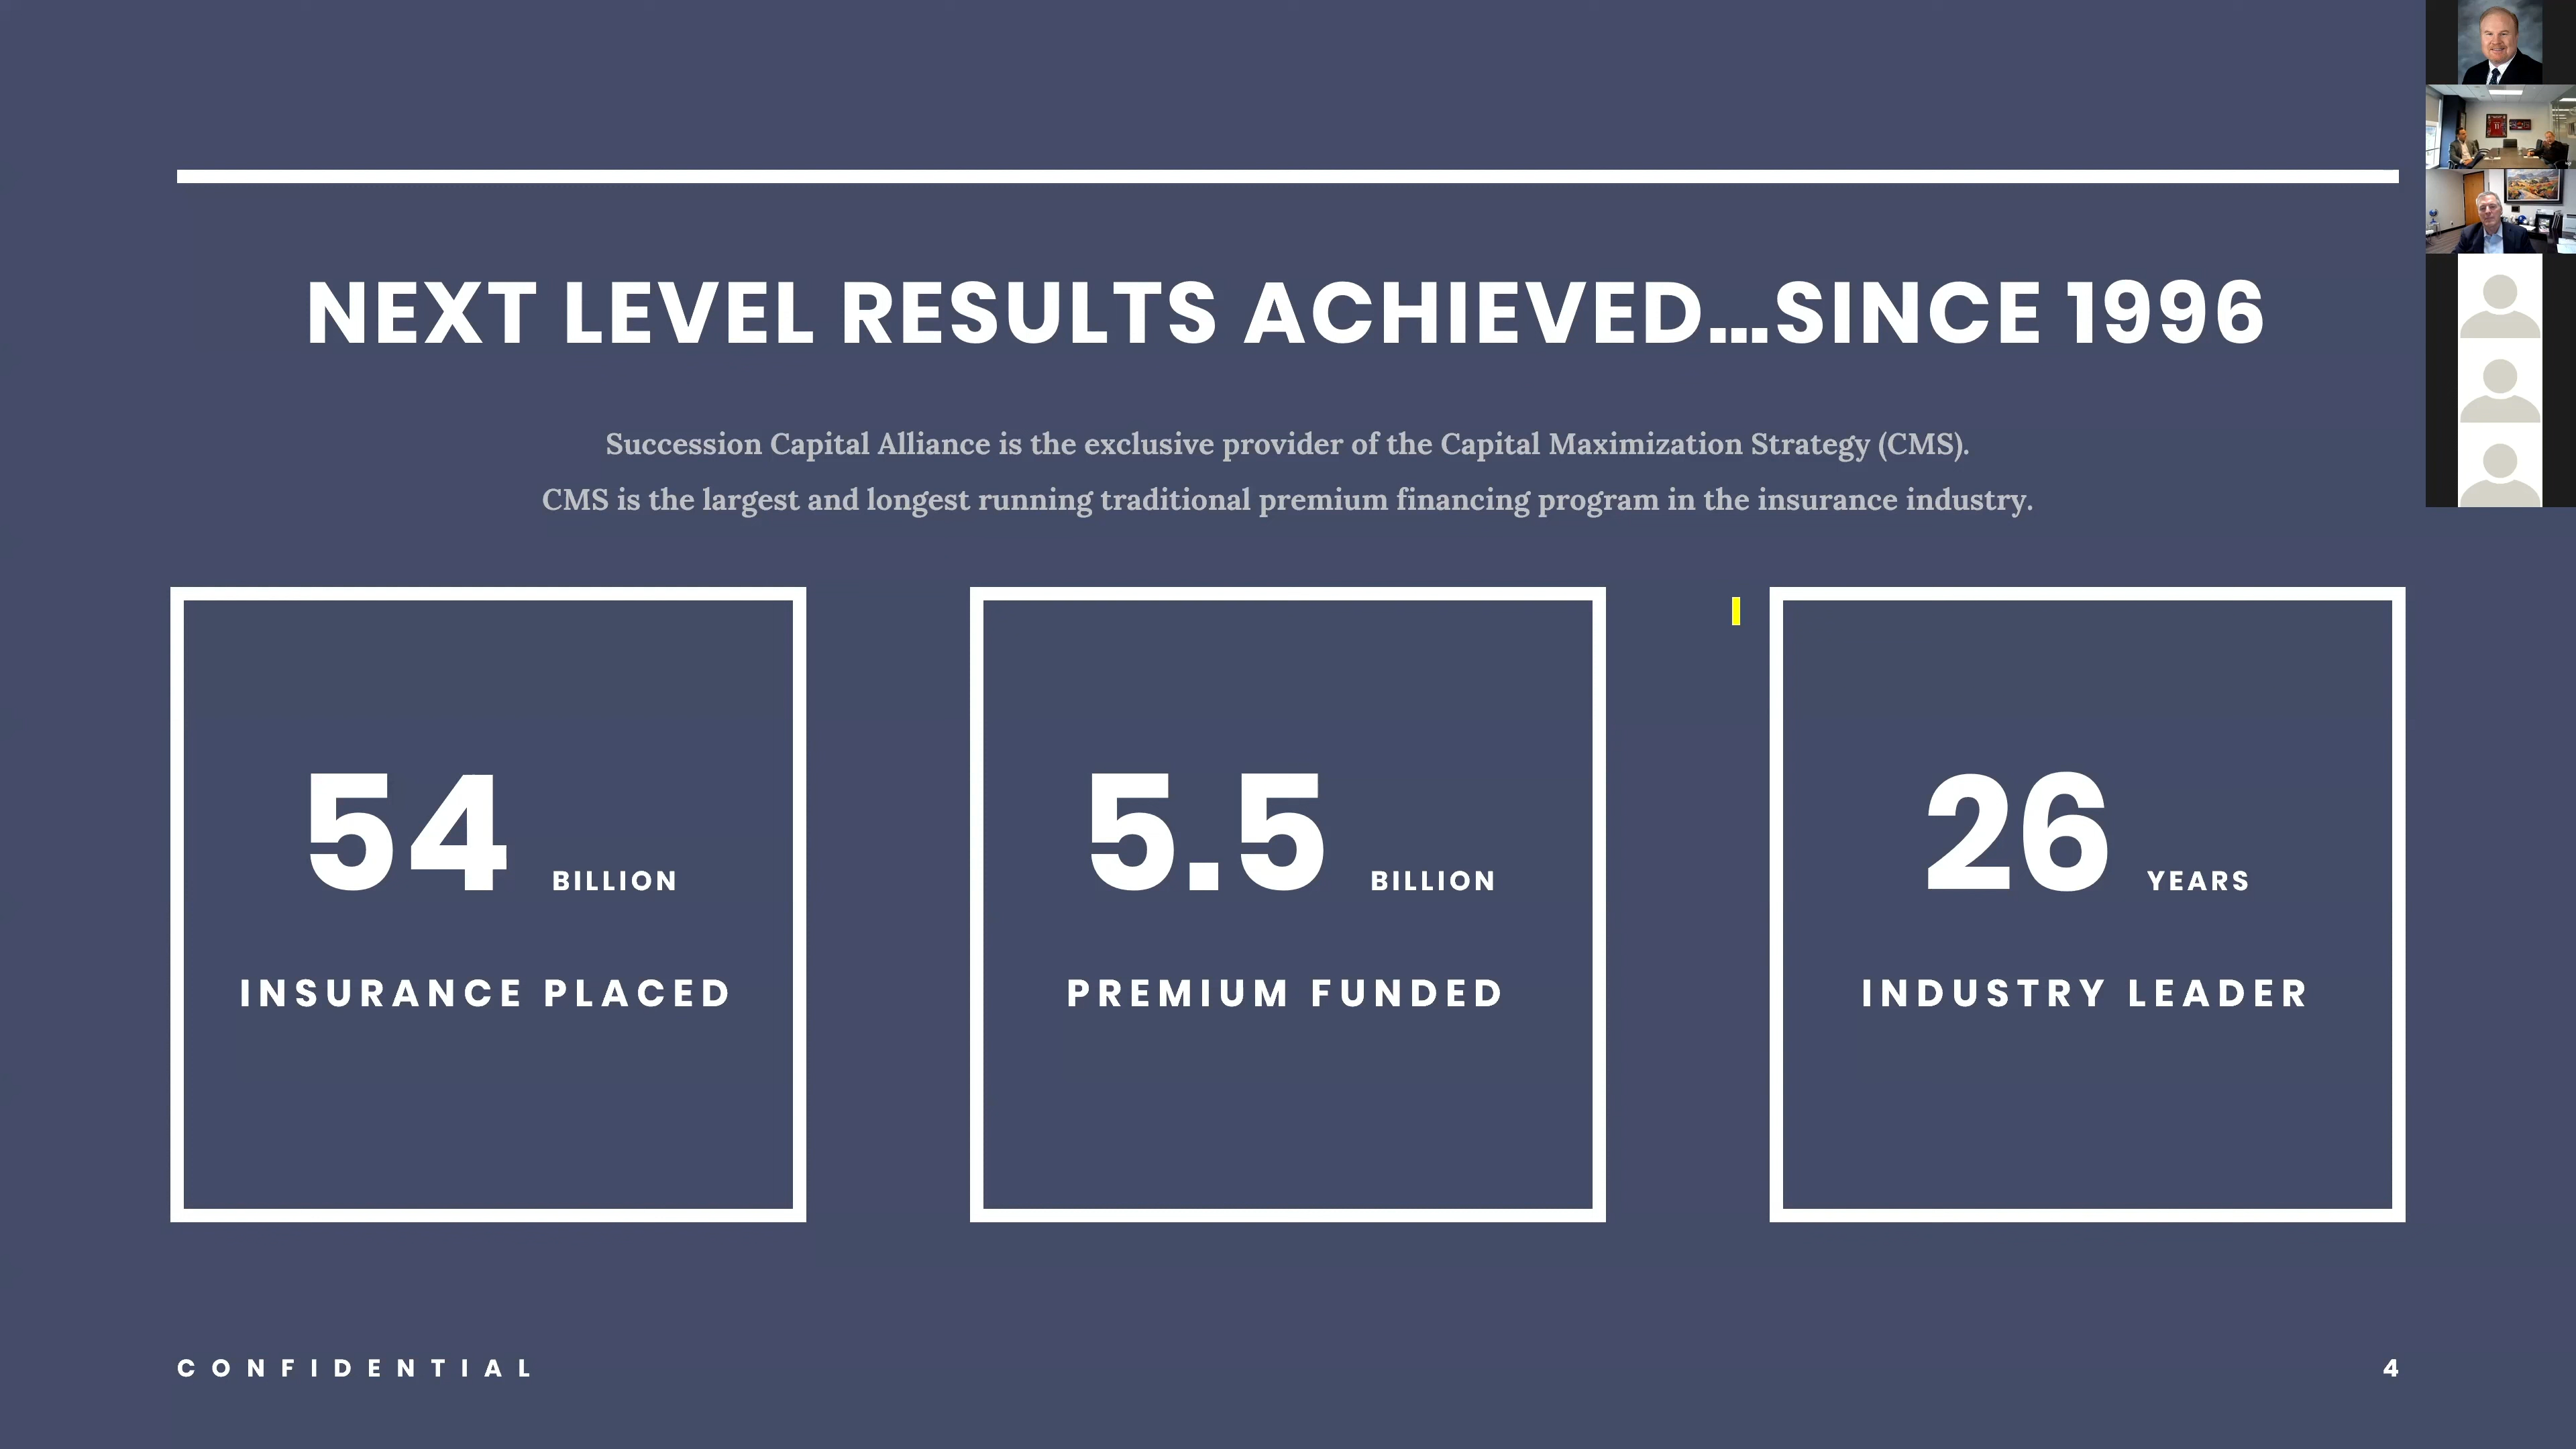 NEXT LEVEL RESULTS ACHIEVED...SINCE 1996
Succession Capital Alliance is the exclusive provider of the Capital Maximization Strategy (CMS).
CMS is the largest and longest running traditional premium financing program in the insurance industry.
54 BILLION
INSURANCE PLACED
5.5 BILLION
PREMIUM FUNDED
26 YEARS
INDUSTRY LEADER
CONFIDENTIAL
4